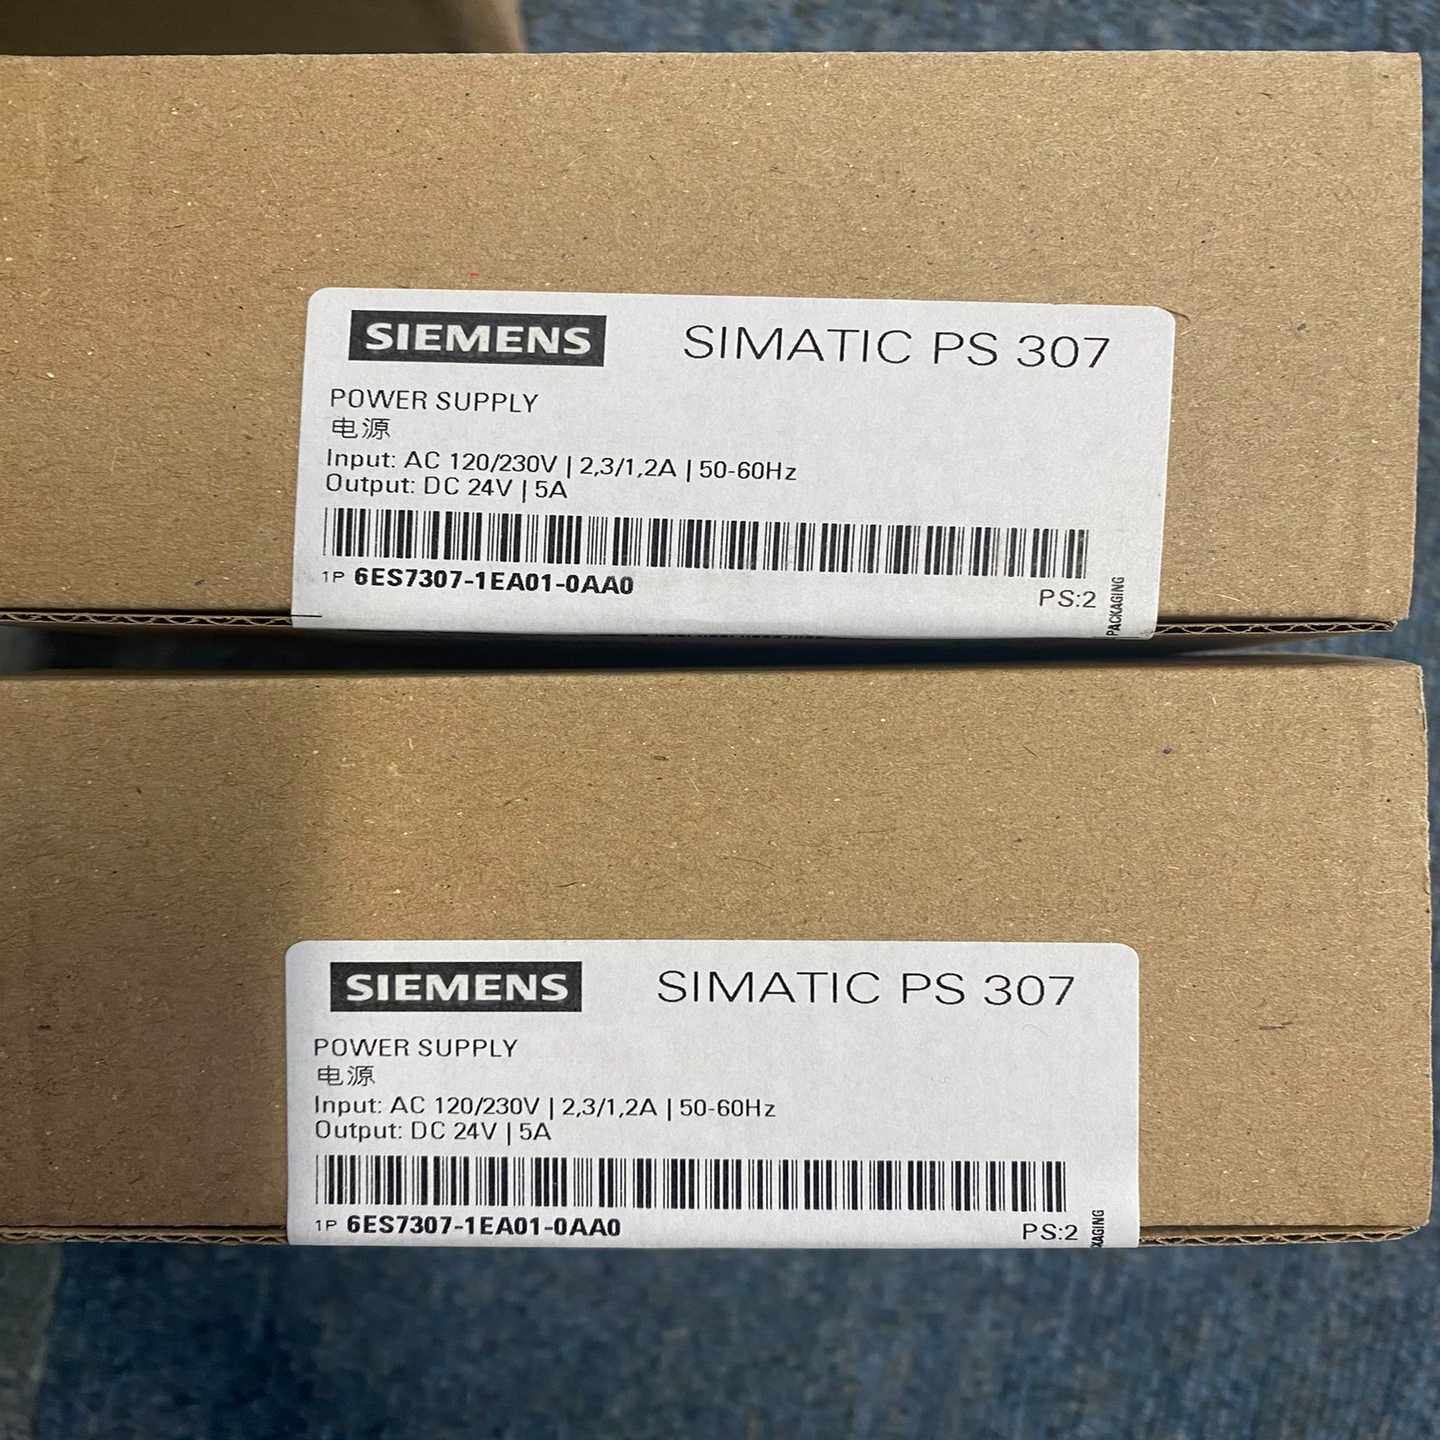 SIEMENS SIMATIC PS 307
POWER SUPPLY
电源
Input: AC 120/230V | 2,3/1,2A | 50-60Hz
Output: DC 24V | 5A
1P 6ES7307-1EA01-0AA0
PS:2
PACKAGING
SIEMENS SIMATIC PS 307
POWER SUPPLY
电源
Input: AC 120/230V | 2,3/1,2A | 50-60Hz
Output: DC 24V | 5A
1P 6ES7307-1EA01-0AA0
PS:2
KAGING